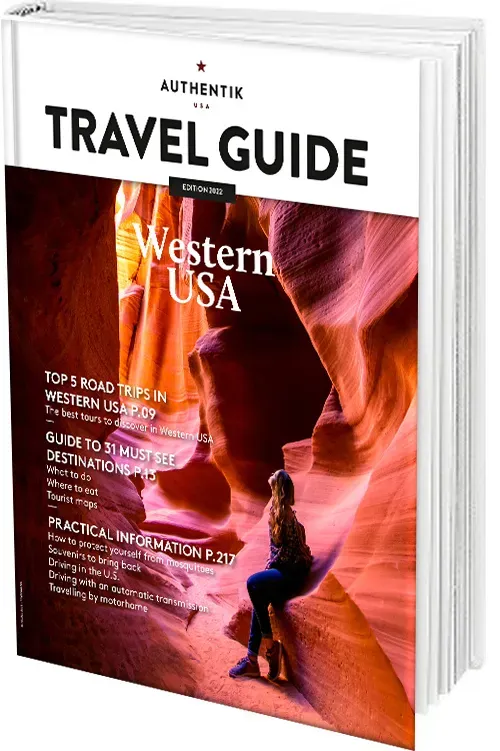 AUTHENTIK
USA
TRAVEL GUIDE
EDITION 2022
Western
USA
TOP 5 ROAD TRIPS IN
WESTERN USA P.09
The best tours to discover in Western USA
GUIDE TO 31 MUST SEE
DESTINATIONS P.13
What to do
Where to eat
Tourist maps
PRACTICAL INFORMATION P.217
How to protect yourself from mosquitoes
Souvenirs to bring back
Driving in the U.S.
Driving with an automatic transmission
Travelling by motorhome